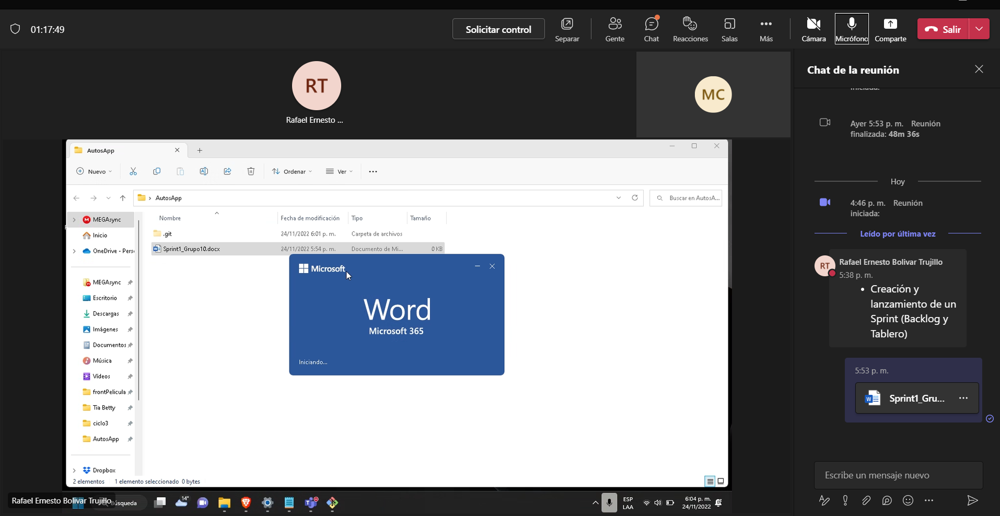 01:17:49
Solicitar control
Separar
Gente
Chat
Reacciones
Salas
Más
Cámara
Micrófono
Comparte
Salir
RT
Rafael Ernesto ...
MC
AutosApp
Nuevo
Ordenar
Ver
AutosApp
Buscar en AutosA...
Nombre
Fecha de modificación
Tipo
Tamaño
.git
24/11/2022 6:01 p. m.
Carpeta de archivos
Sprint1_Grupo10.docx
24/11/2022 5:54 p. m.
Documento de Mi...
0 KB
MEGAsync
Inicio
OneDrive - Pers
MEGAsync
Escritorio
Descargas
Imágenes
Documentos
Música
Vídeos
frontPelicula
Tia Betty
ciclo3
AutosApp
Dropbox
2 elementos
1 elemento seleccionado 0 bytes
Microsoft
Word
Microsoft 365
Iniciando...
Rafael Ernesto Bolivar Trujillo
úsqueda
14°
ESP
LAA
6:04 p. m.
24/11/2022
Chat de la reunión
iniciada:
Ayer 5:53 p. m. Reunión
finalizada: 48m 36s
Hoy
4:46 p. m. Reunión
iniciada:
Leído por última vez
RT
Rafael Ernesto Bolivar Trujillo
5:38 p. m.
• Creación y
lanzamiento de un
Sprint (Backlog y
Tablero)
5:53 p. m.
Sprint1_Gru...
Escribe un mensaje nuevo